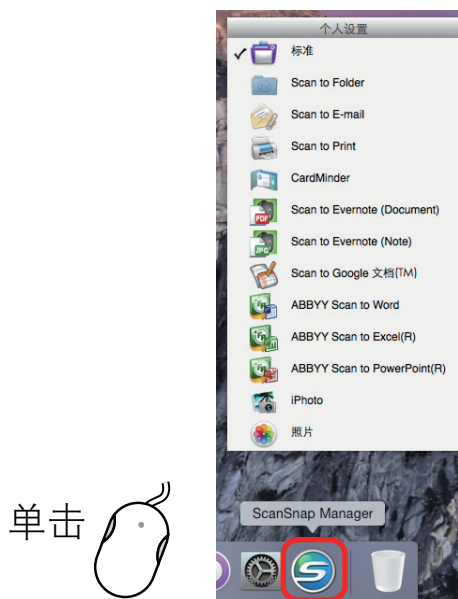 个人设置
标准
Scan to Folder
Scan to E-mail
Scan to Print
CardMinder
Scan to Evernote (Document)
Scan to Evernote (Note)
Scan to Google 文档(TM)
ABBYY Scan to Word
ABBYY Scan to Excel(R)
ABBYY Scan to PowerPoint(R)
iPhoto
照片
单击
ScanSnap Manager